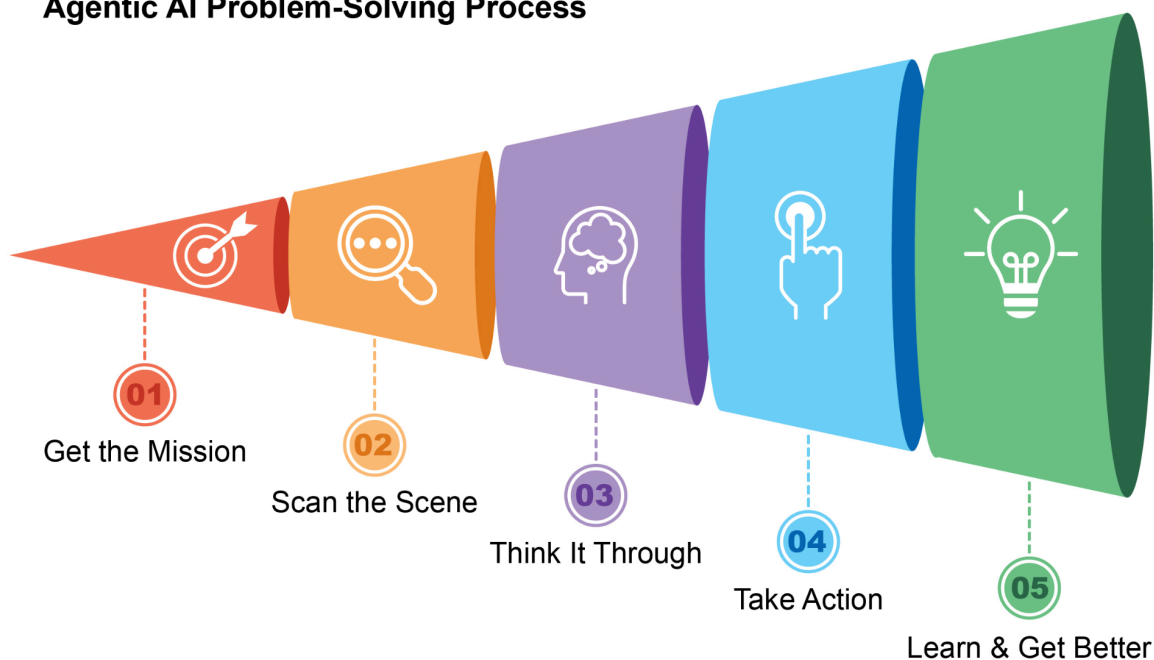 Agentic AI Problem-Solving Process
01
Get the Mission
02
Scan the Scene
03
Think It Through
04
Take Action
05
Learn & Get Better